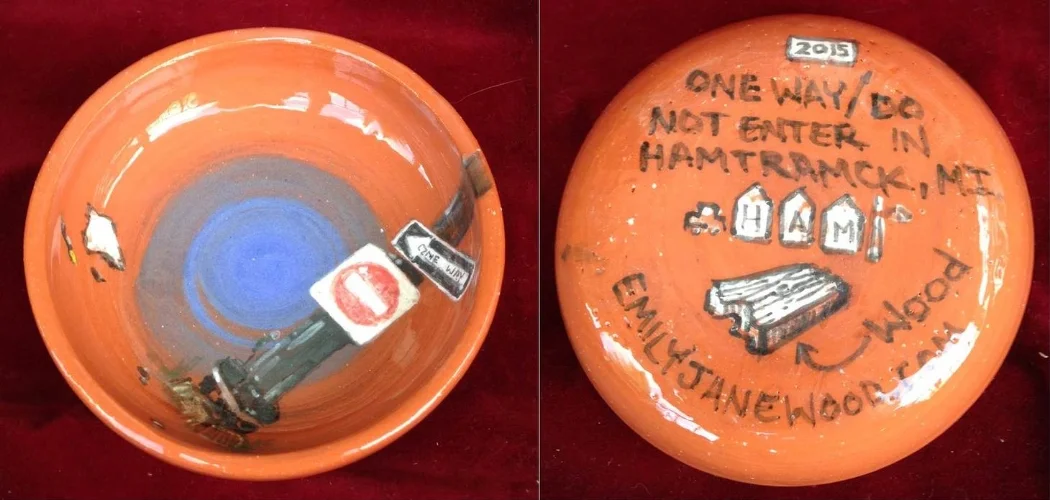 ONE WAY
2015
ONE WAY/DO
NOT ENTER IN
HAMTRAMCK, MI
HAM
Wood
EMILYJANEWOOD.COM